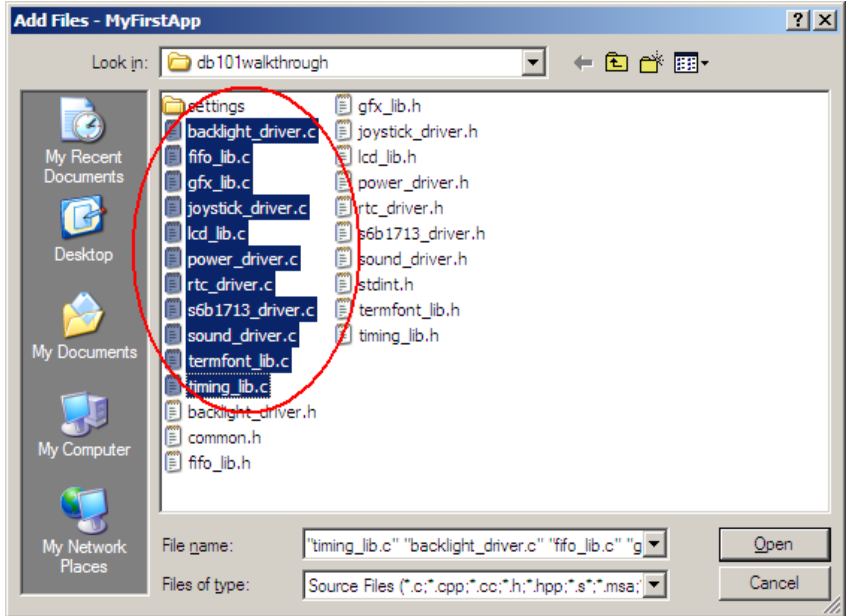 Add Files - MyFirstApp
Look in: db101walkthrough
My Recent
Documents
Desktop
My Documents
My Computer
My Network
Places
settings
backlight_driver.c
fifo_lib.c
gfx_lib.c
joystick_driver.c
lcd_lib.c
power_driver.c
rtc_driver.c
s6b1713_driver.c
sound_driver.c
termfont_lib.c
timing_lib.c
backlight_driver.h
common.h
fifo_lib.h
gfx_lib.h
joystick_driver.h
lcd_lib.h
power_driver.h
rtc_driver.h
s6b1713_driver.h
sound_driver.h
stdint.h
termfont_lib.h
timing_lib.h
File name: "timing_lib.c" "backlight_driver.c" "fifo_lib.c" "g
Open
Files of type: Source Files (*.c;*.cpp;*.cc;*.h;*.hpp;*.s*;*.msa;
Cancel